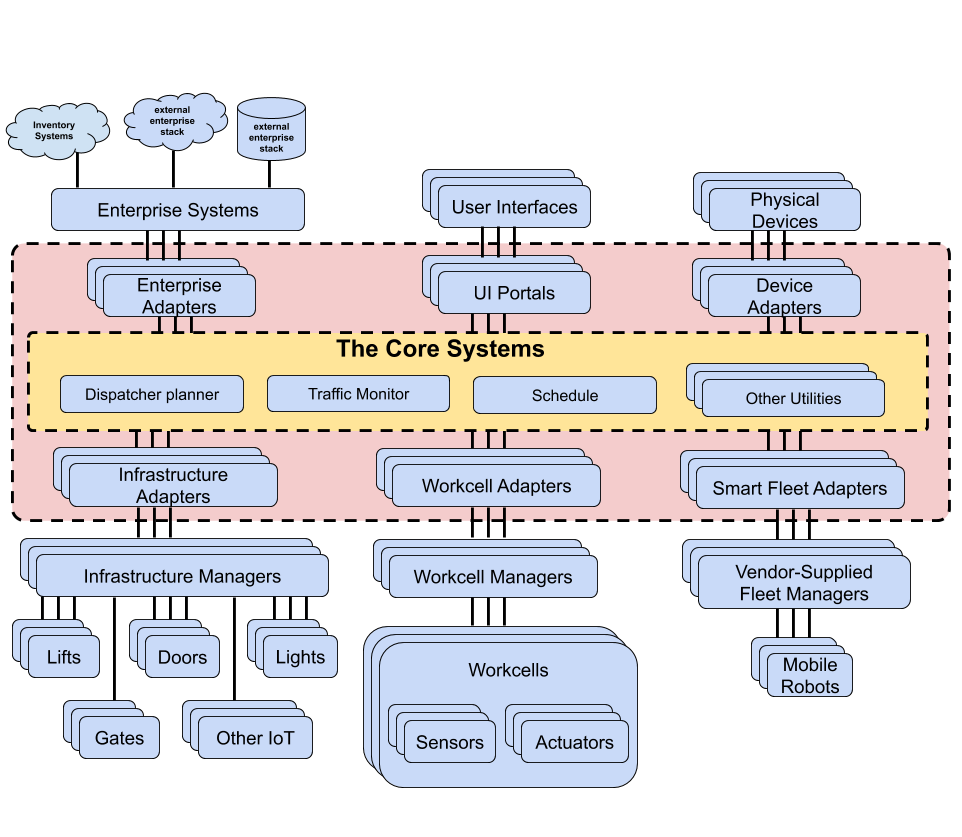 Inventory
Systems
external
enterprise
stack
external
enterprise
stack
Enterprise Systems
User Interfaces
Physical
Devices
Enterprise
Adapters
UI Portals
Device
Adapters
The Core Systems
Dispatcher planner
Traffic Monitor
Schedule
Other Utilities
Infrastructure
Adapters
Workcell Adapters
Smart Fleet Adapters
Infrastructure Managers
Workcell Managers
Vendor-Supplied
Fleet Managers
Lifts
Doors
Lights
Workcells
Mobile
Robots
Gates
Other IoT
Sensors
Actuators